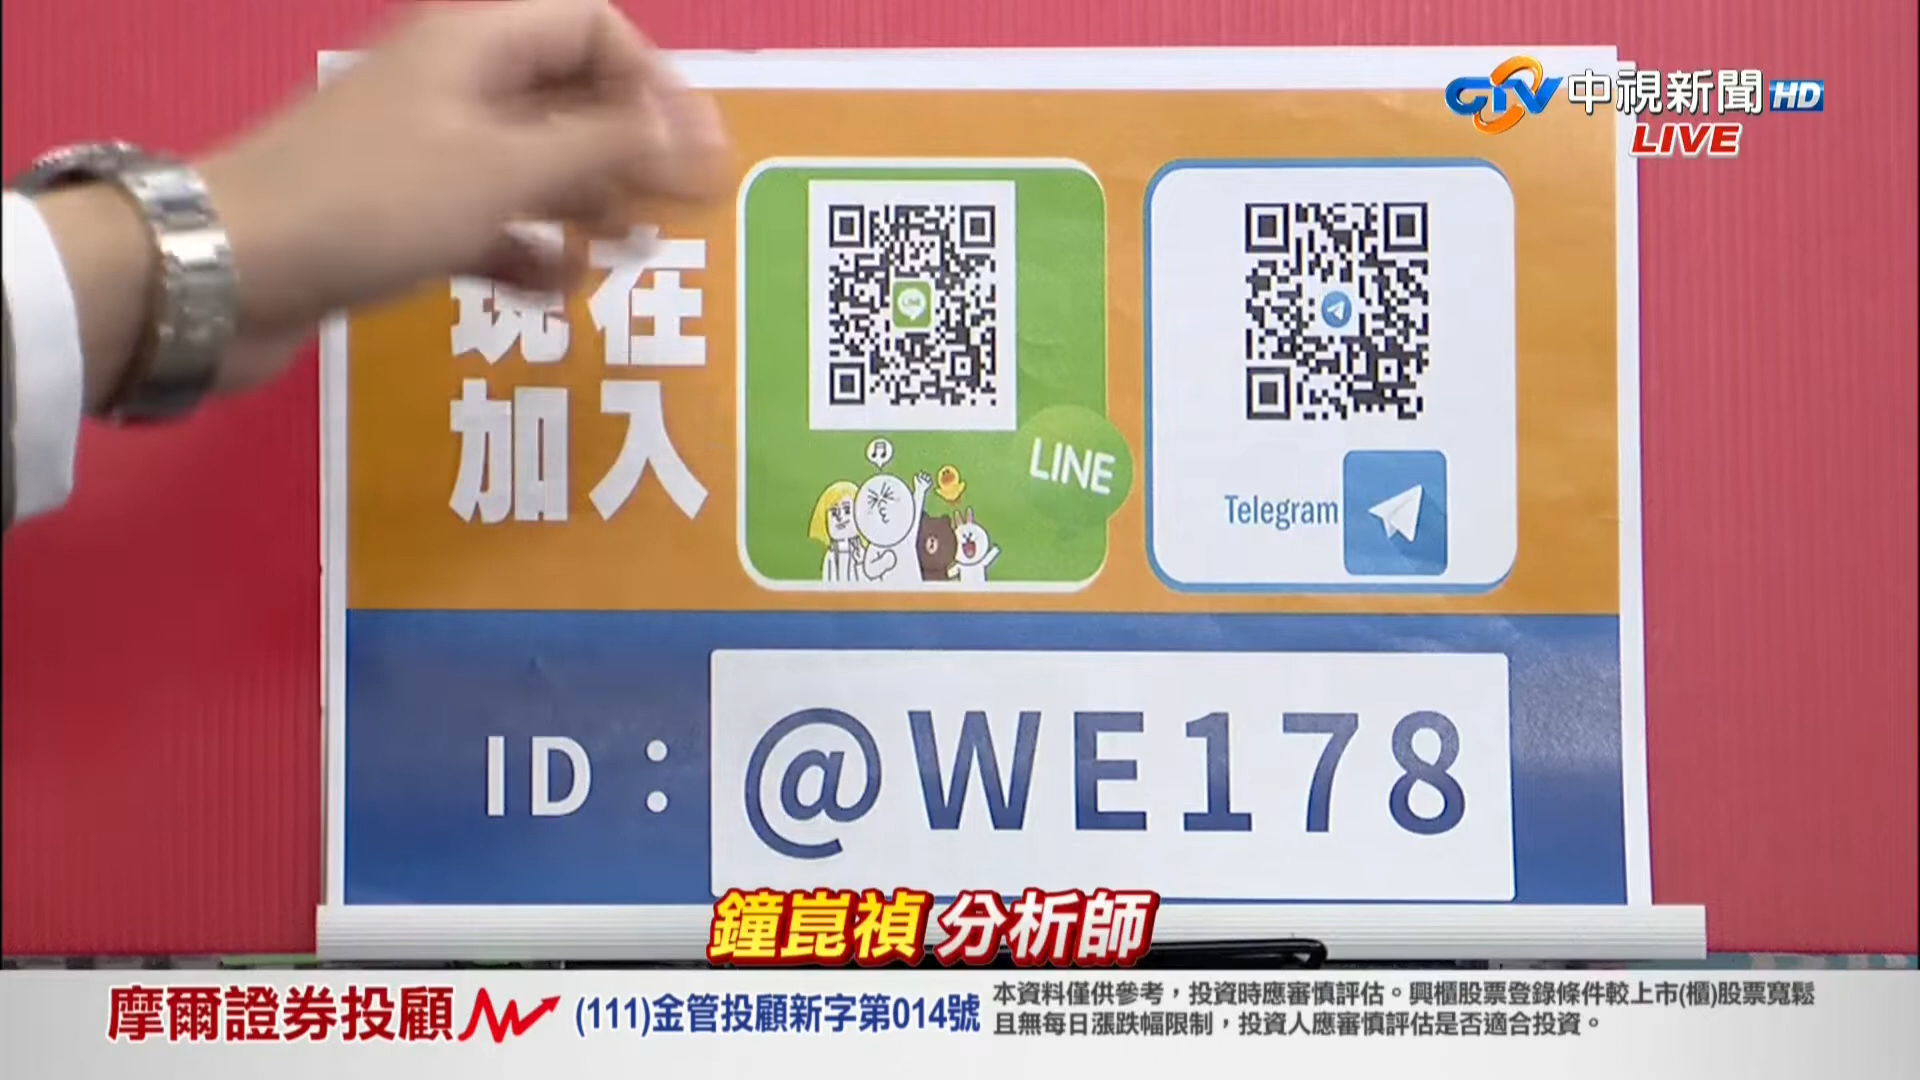 CTV 中視新聞 HD
LIVE
現在
加入
LINE
LINE
Telegram
ID：@WE178
鐘崑禎 分析師
摩爾證券投顧
(111)金管投顧新字第014號
本資料僅供參考，投資時應審慎評估。興櫃股票登錄條件較上市(櫃)股票寬鬆
且無每日漲跌幅限制，投資人應審慎評估是否適合投資。